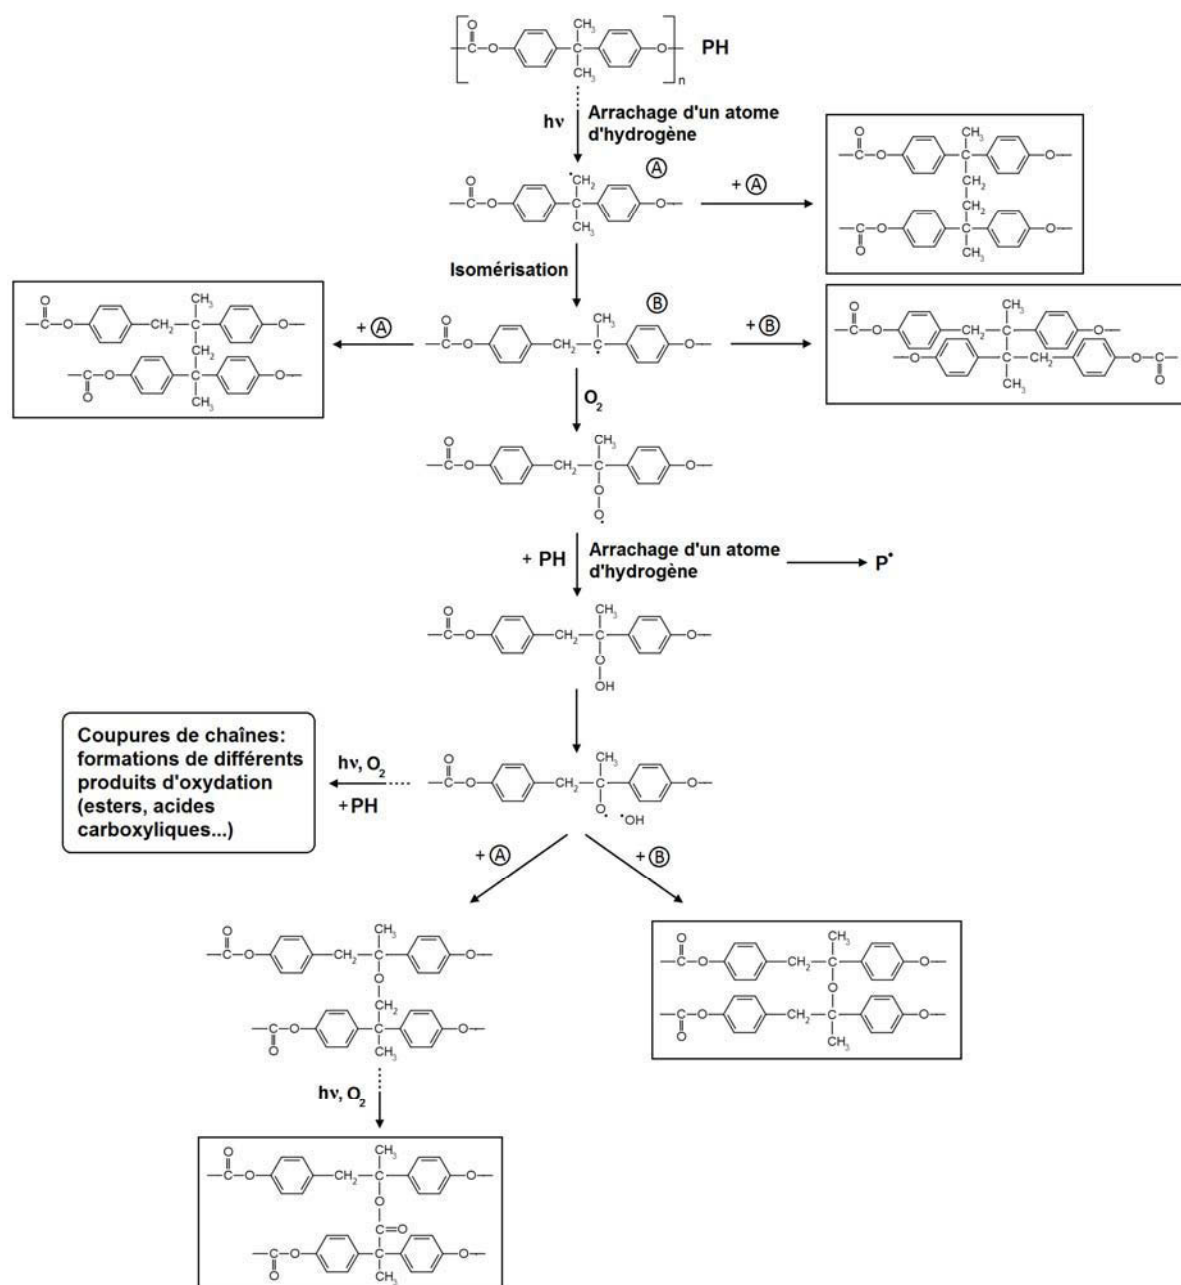 PH
n
hν
Arrachage d'un atome
d'hydrogène
Ⓐ
+ Ⓐ
Isomérisation
+ Ⓐ
Ⓑ
+ Ⓑ
O₂
+ PH
Arrachage d'un atome
d'hydrogène
P•
Coupures de chaînes:
formations de différents
produits d'oxydation
(esters, acides
carboxyliques...)
hν, O₂
+PH
+ Ⓐ
+ Ⓑ
hν, O₂